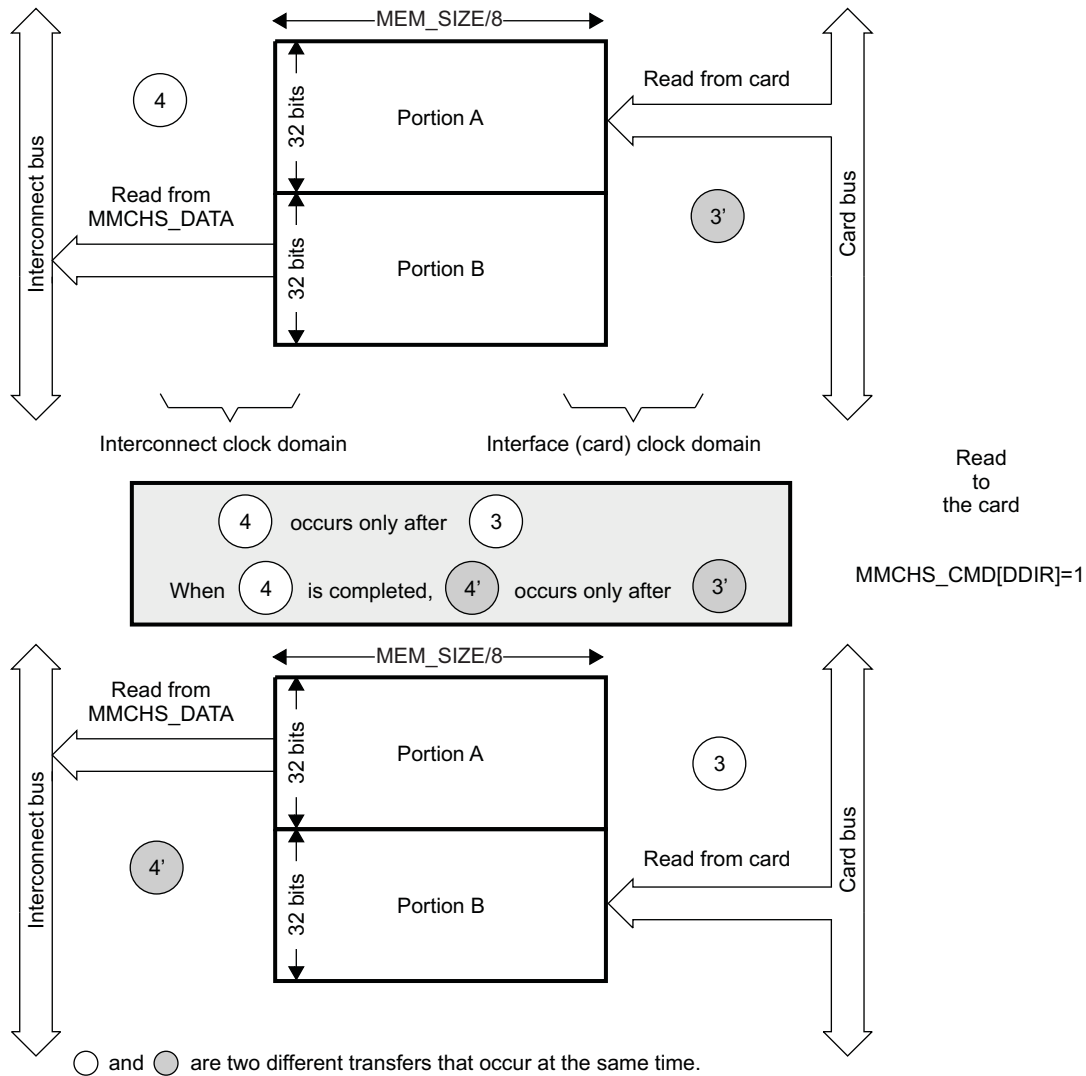 MEM_SIZE/8
Interconnect bus
4
32 bits
Portion A
Read from card
Read from
MMCHS_DATA
32 bits
Portion B
3’
Card bus
Interconnect clock domain
Interface (card) clock domain
4 occurs only after 3
When 4 is completed, 4’ occurs only after 3’
Read
to
the card
MMCHS_CMD[DDIR]=1
MEM_SIZE/8
Read from
MMCHS_DATA
Interconnect bus
32 bits
Portion A
3
4’
32 bits
Portion B
Read from card
Card bus
and are two different transfers that occur at the same time.